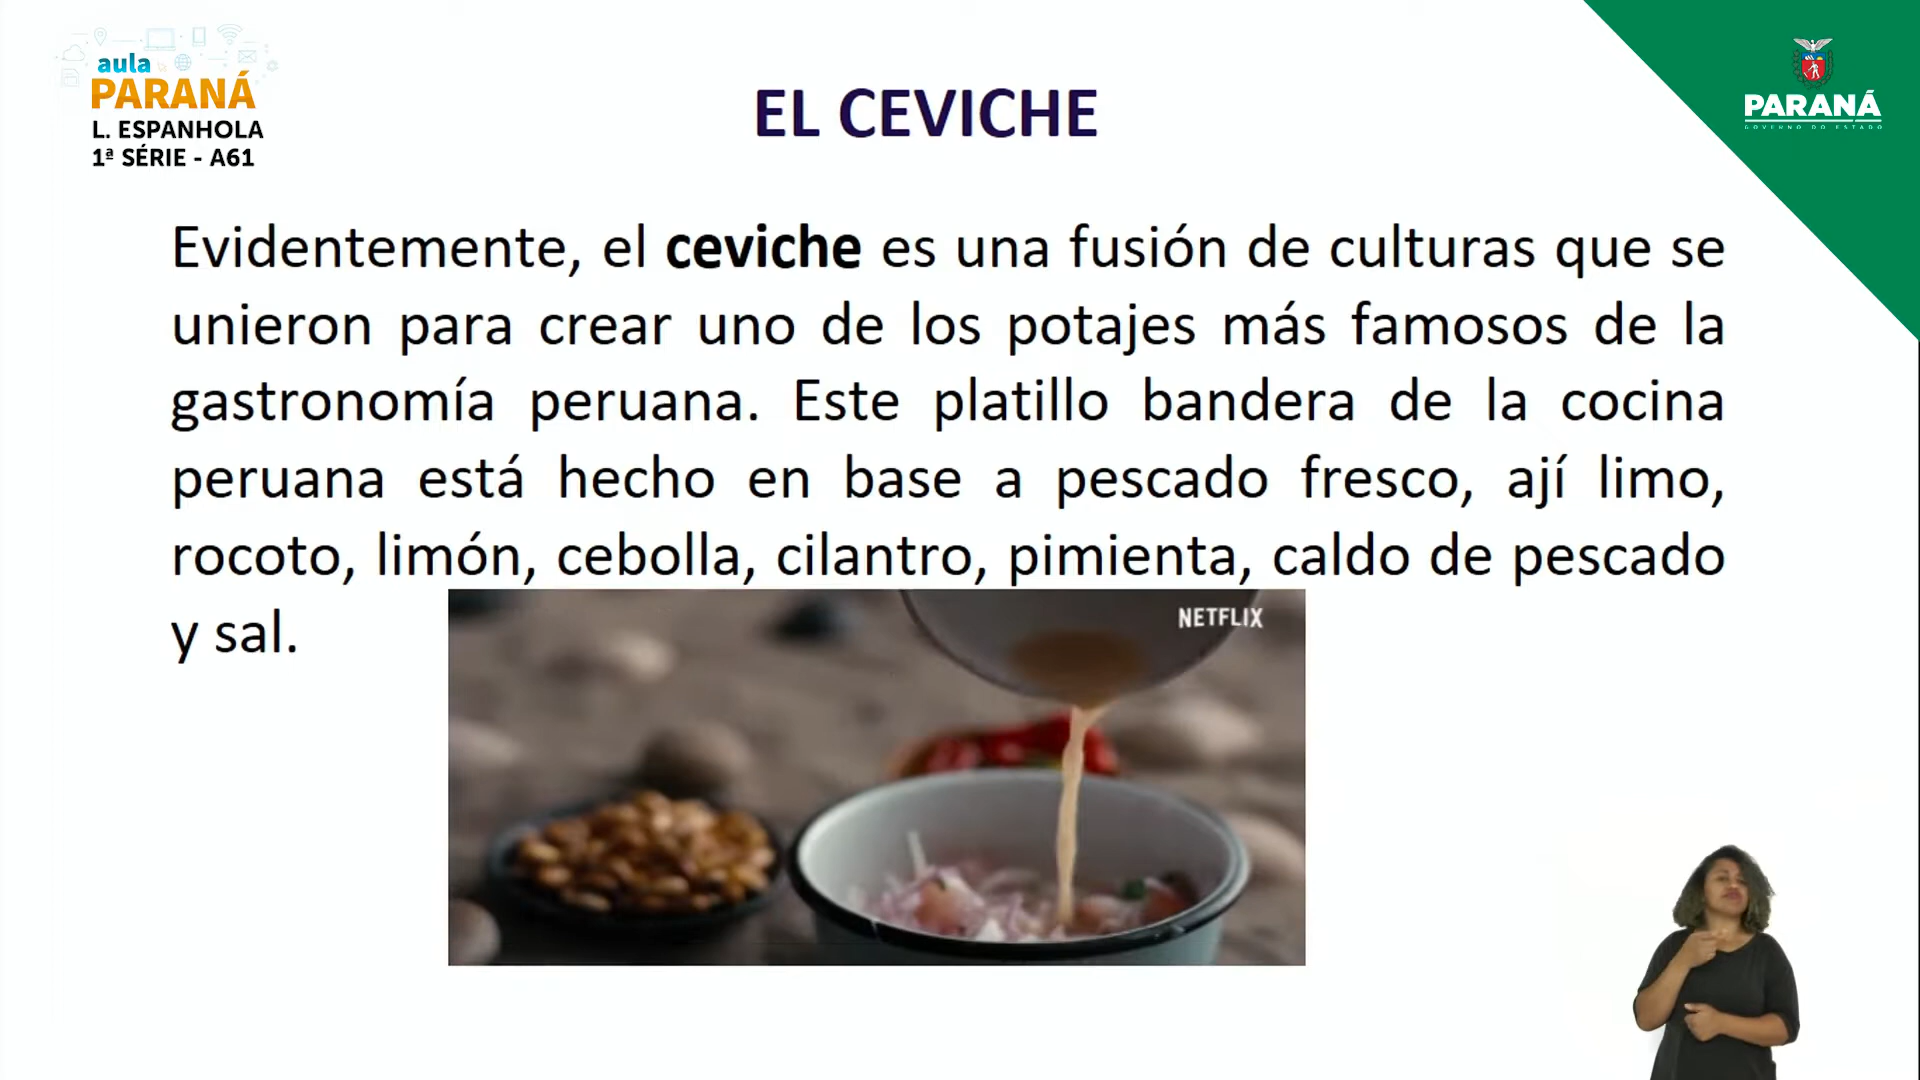 aula
PARANÁ
L. ESPANHOLA
1ª SÉRIE - A61
EL CEVICHE
PARANÁ
GOVERNO DO ESTADO
Evidentemente, el ceviche es una fusión de culturas que se
unieron para crear uno de los potajes más famosos de la
gastronomía peruana. Este platillo bandera de la cocina
peruana está hecho en base a pescado fresco, ají limo,
rocoto, limón, cebolla, cilantro, pimienta, caldo de pescado
y sal.
NETFLIX